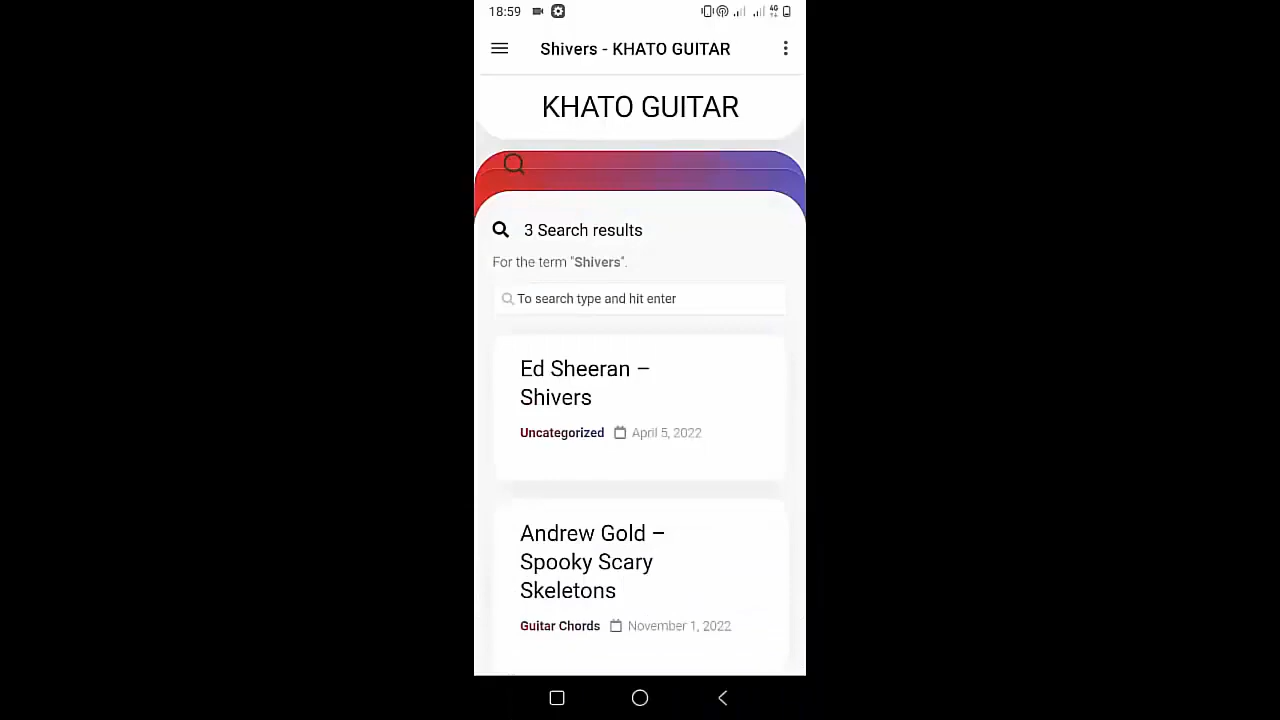 18:59
4G
Shivers - KHATO GUITAR
KHATO GUITAR
3 Search results
For the term "Shivers".
To search type and hit enter
Ed Sheeran –
Shivers
Uncategorized April 5, 2022
Andrew Gold –
Spooky Scary
Skeletons
Guitar Chords November 1, 2022